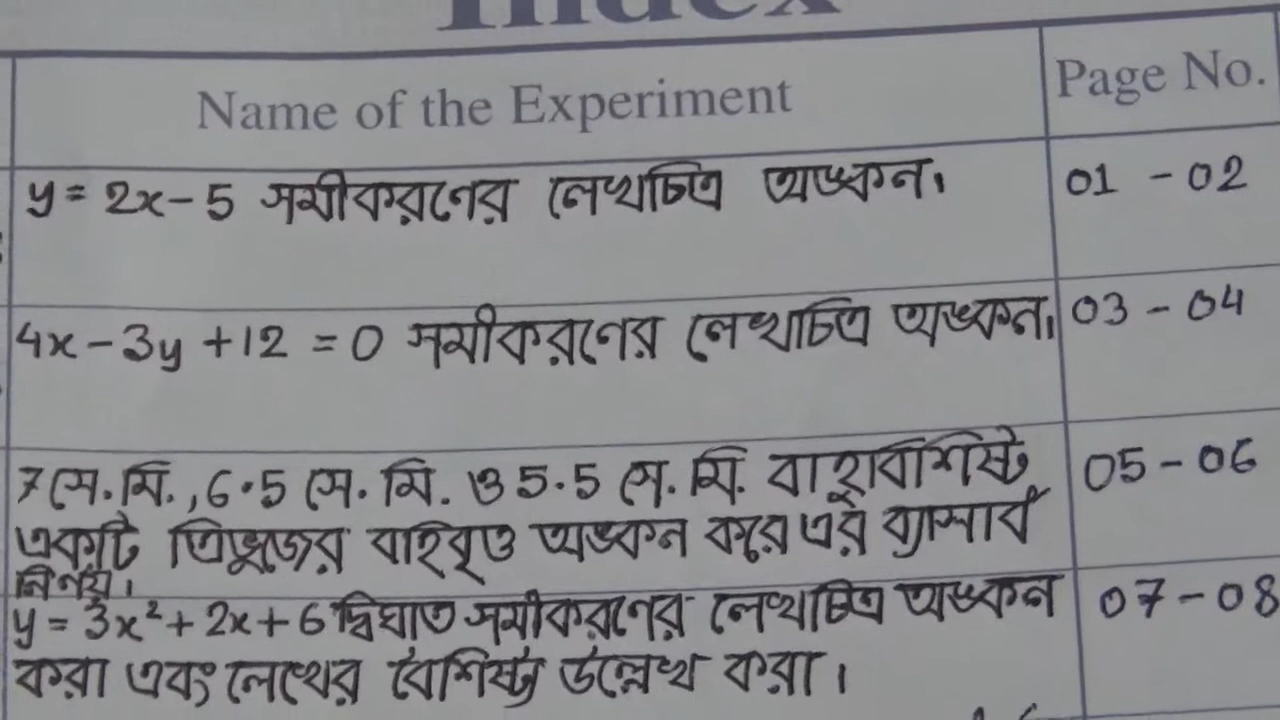 Index
Name of the Experiment Page No.
y = 2x - 5 সমীকরণের লেখচিত্র অঙ্কন। 01 - 02
4x - 3y + 12 = 0 সমীকরণের লেখচিত্র অঙ্কন। 03 - 04
7 সে. মি., 6.5 সে. মি. ও 5.5 সে. মি. বাহুবিশিষ্ট 05 - 06
একটি ত্রিভুজের বহিবৃত্ত অঙ্কন করে এর ব্যাসার্ধ
নির্ণয়।
y = 3x² + 2x + 6 দ্বিঘাত সমীকরণের লেখচিত্র অঙ্কন 07 - 08
করা এবং লেখের বৈশিষ্ট্য উল্লেখ করা।